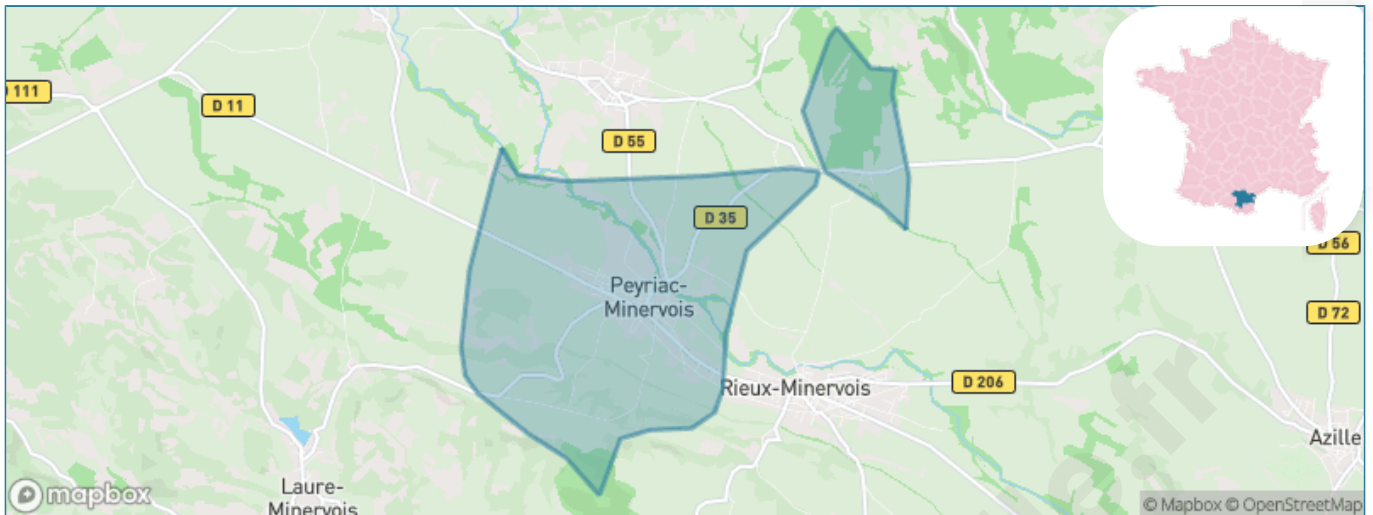 D 111
D 11
D 55
D 35
D 56
Peyriac-
Minervois
D 72
Rieux-Minervois
D 206
Azille
Laure-
Minervois
mapbox
© Mapbox © OpenStreetMap